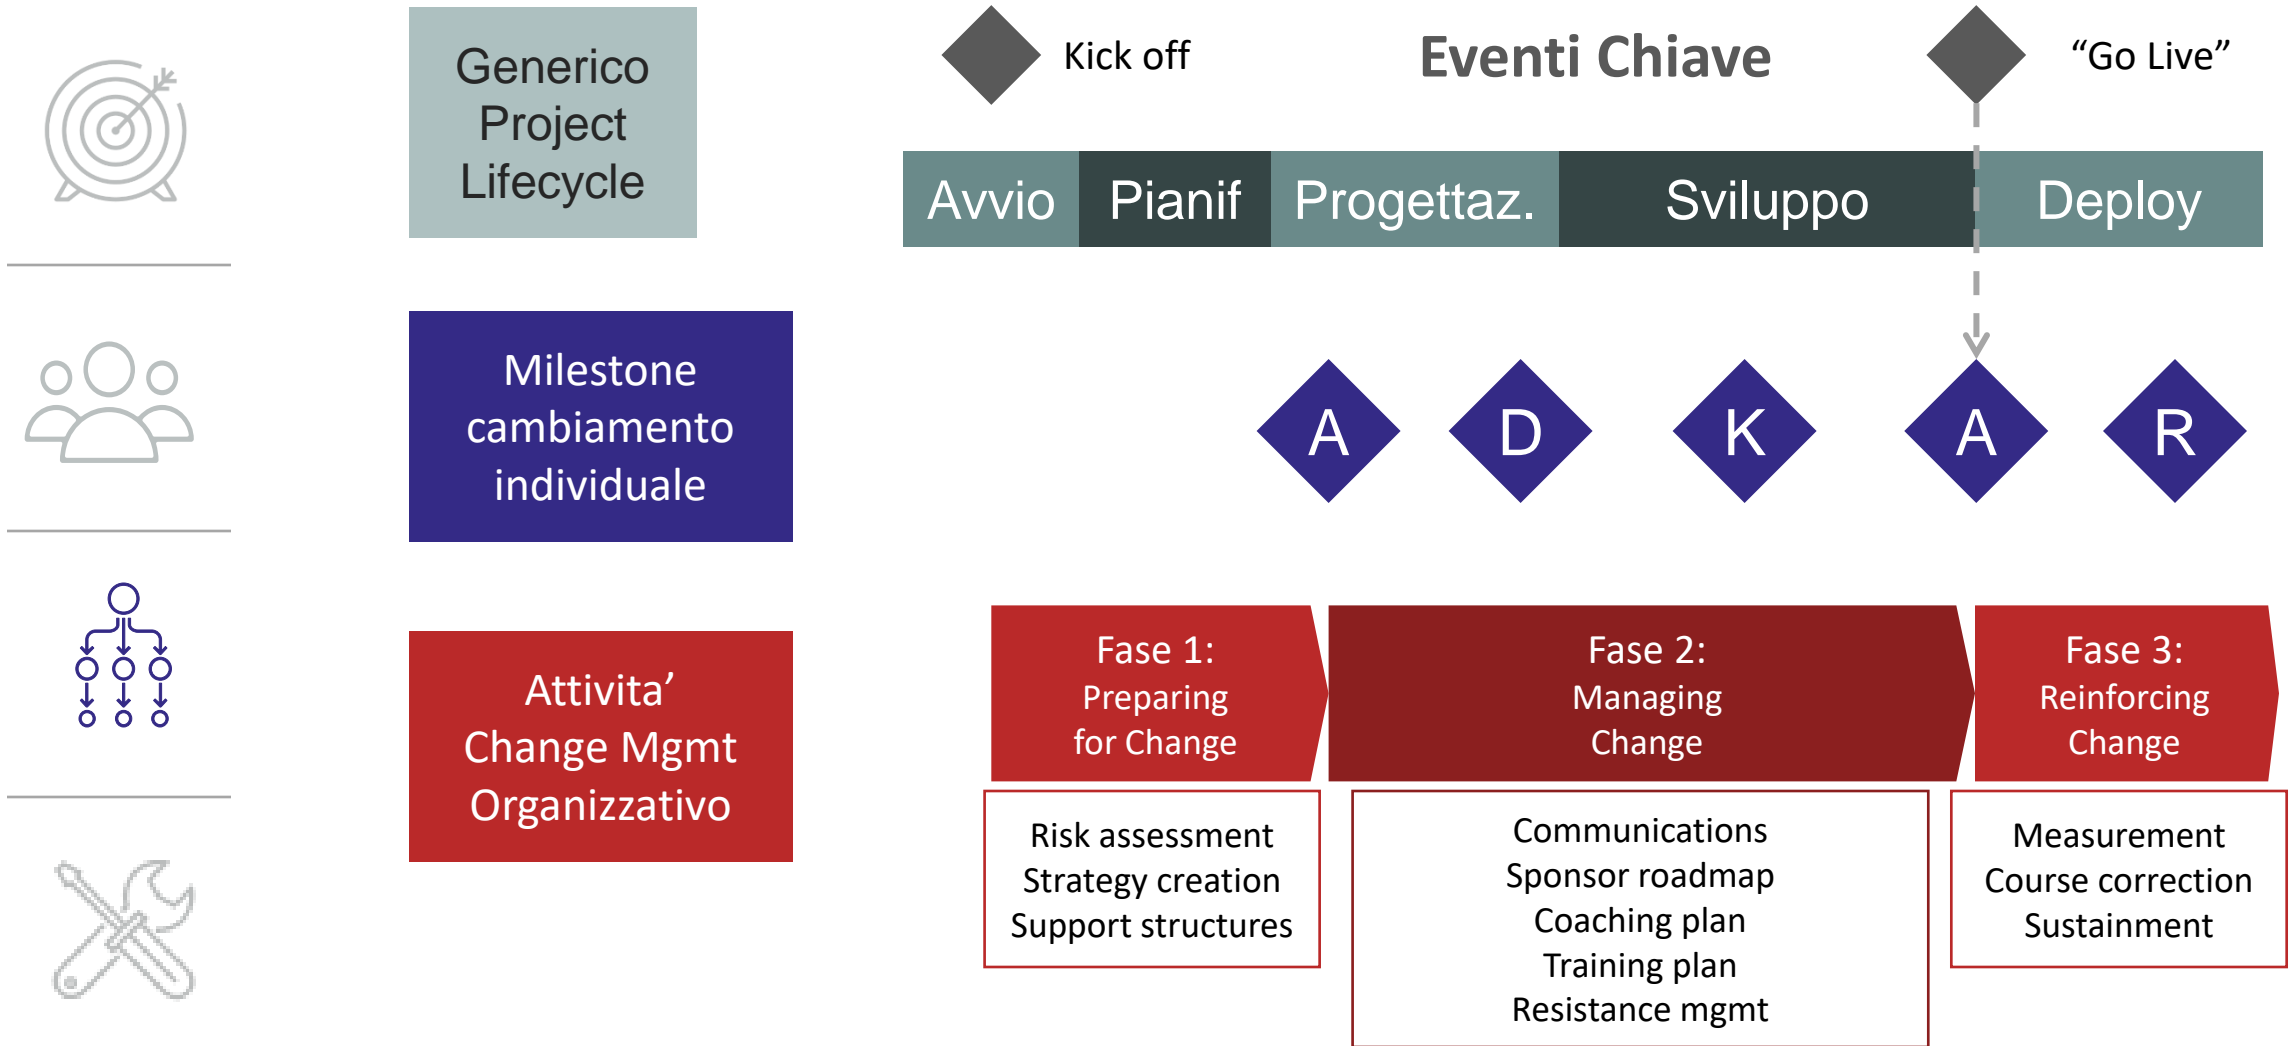 Generico
Project
Lifecycle
Kick off
Eventi Chiave
“Go Live”
Avvio
Pianif
Progettaz.
Sviluppo
Deploy
Milestone
cambiamento
individuale
A
D
K
A
R
Attivita’
Change Mgmt
Organizzativo
Fase 1:
Preparing
for Change
Fase 2:
Managing
Change
Fase 3:
Reinforcing
Change
Risk assessment
Strategy creation
Support structures
Communications
Sponsor roadmap
Coaching plan
Training plan
Resistance mgmt
Measurement
Course correction
Sustainment